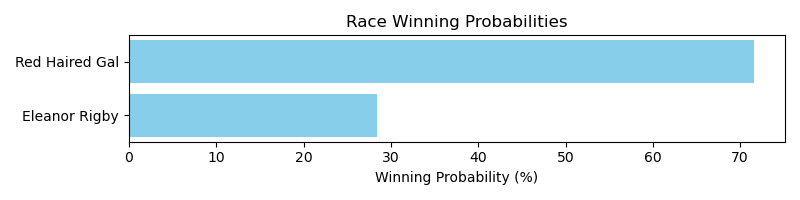 Race Winning Probabilities
Red Haired Gal
Eleanor Rigby
0 10 20 30 40 50 60 70
Winning Probability (%)